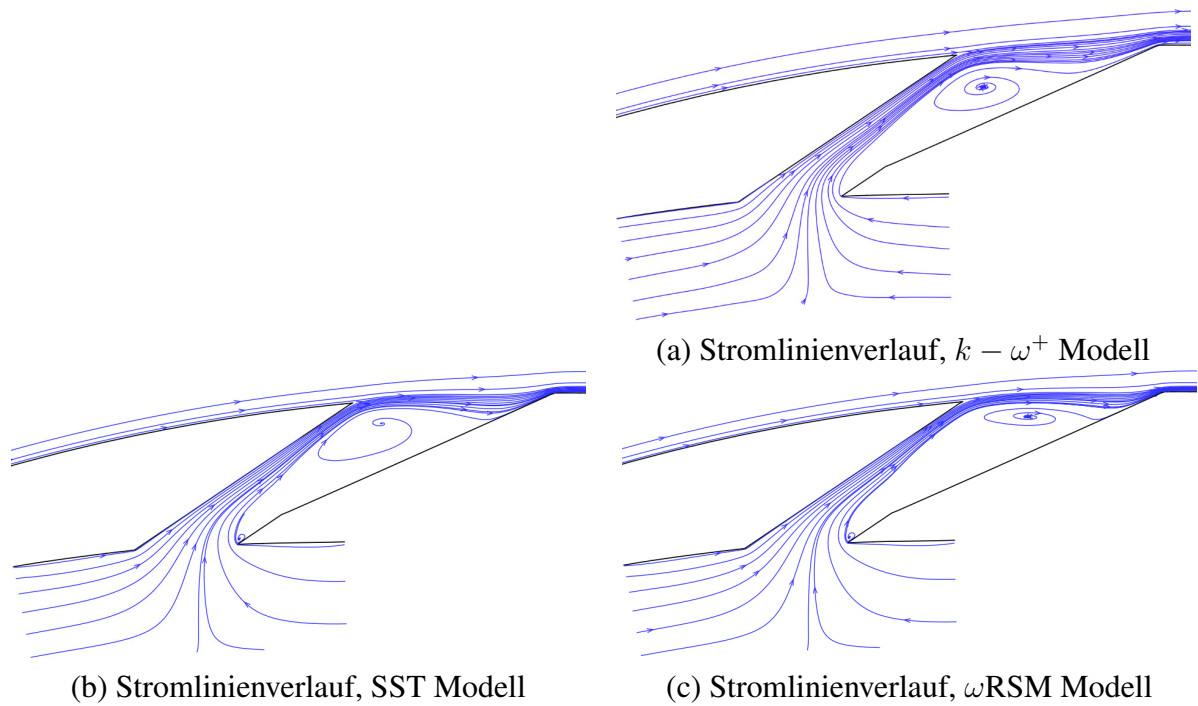 (a) Stromlinienverlauf, k − ω⁺ Modell
(b) Stromlinienverlauf, SST Modell
(c) Stromlinienverlauf, ωRSM Modell